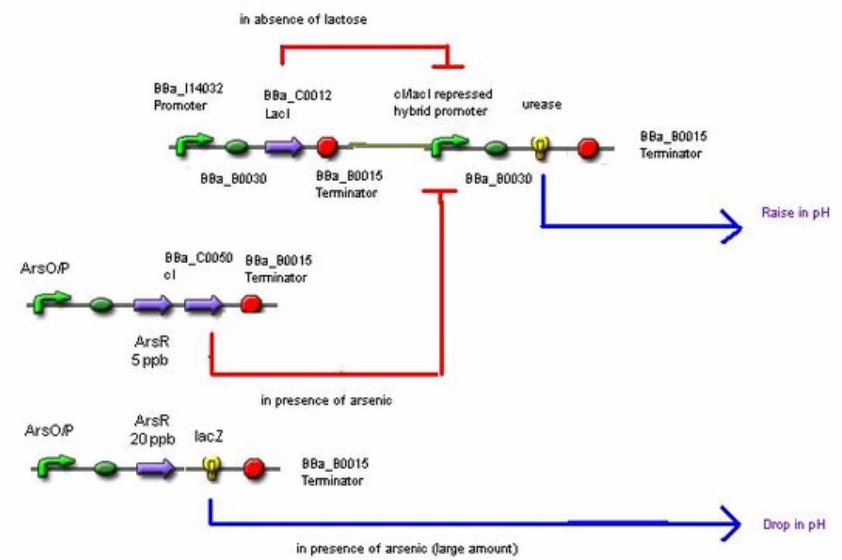 in absence of lactose
BBa_I14032
Promoter
BBa_C0012
LacI
cI/lacI repressed
hybrid promoter
urease
BBa_B0015
Terminator
BBa_B0030
BBa_B0015
Terminator
BBa_B0030
Raise in pH
ArsO/P
BBa_C0050
cI
BBa_B0015
Terminator
ArsR
5 ppb
in presence of arsenic
ArsO/P
ArsR
20 ppb
lacZ
BBa_B0015
Terminator
Drop in pH
in presence of arsenic (large amount)